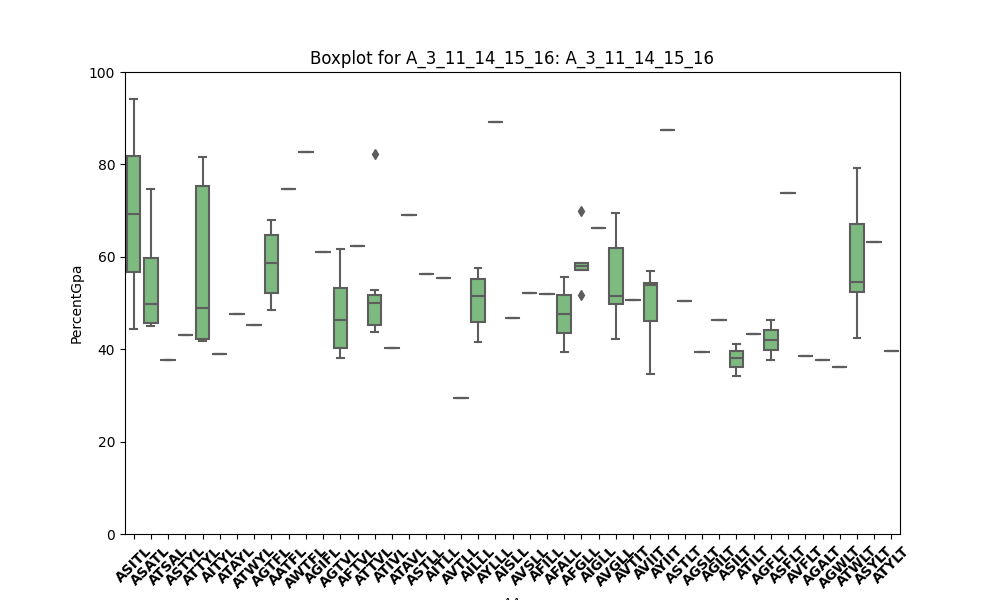 Boxplot for A_3_11_14_15_16: A_3_11_14_15_16
PercentGpa
100
80
60
40
20
0
ASITL
ASATL
ATSAL
ASTYL
ATTYL
AITYL
ATAYL
ATWYL
AGTFL
AATFL
AWTFL
AGIFL
AGTVL
AFTVL
ATTVL
ATIVL
ATAVL
ASTLL
AITLL
AVTLL
AILLL
AYLLL
AISLL
AVSLL
AFILL
AFALL
AFGLL
AIGLL
AVGLL
AVTIT
AVIIT
AYIIT
ASTLT
AGSLT
AGILT
ASILT
ATILT
AGFLT
ASFLT
AVFLT
AGALT
AGWLT
ATWLT
ASYLT
ATYLT